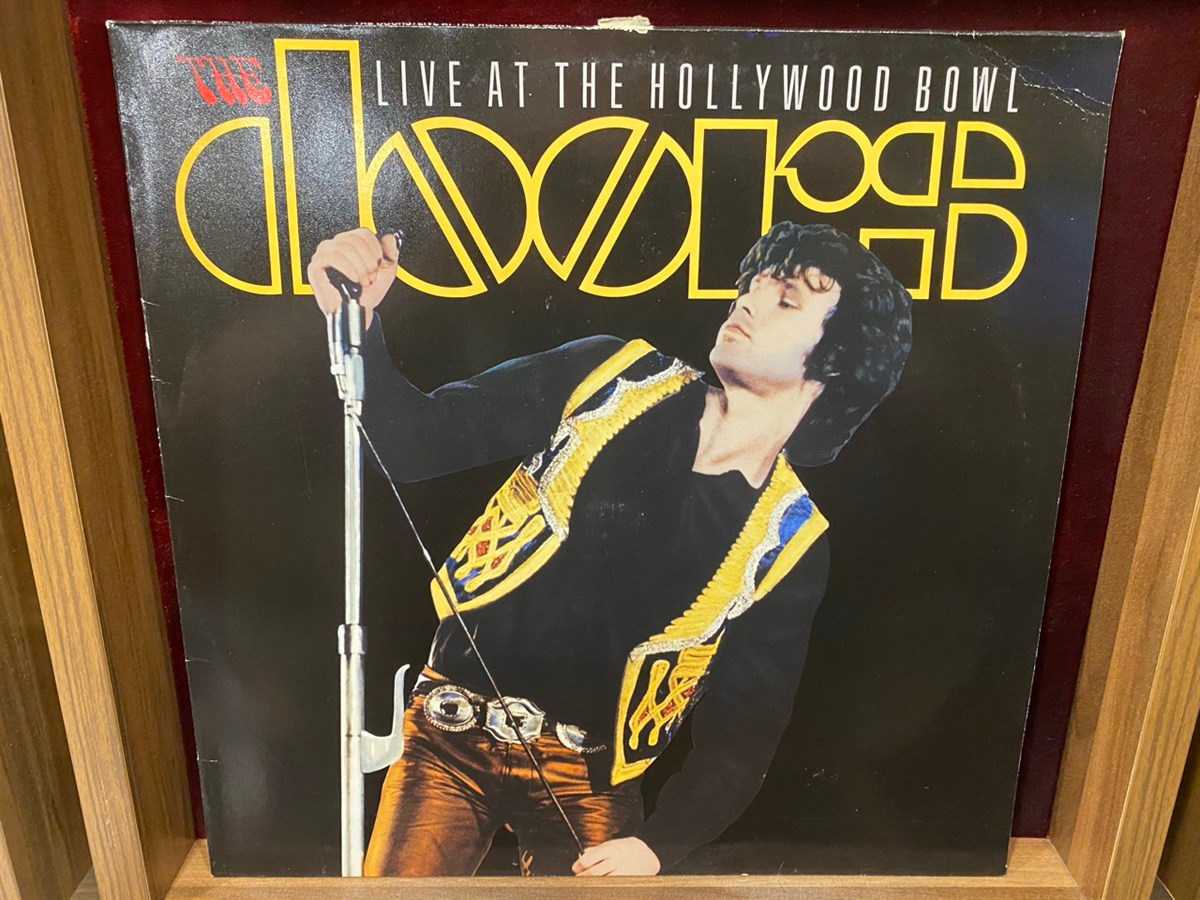 THE
LIVE AT THE HOLLYWOOD BOWL
doors